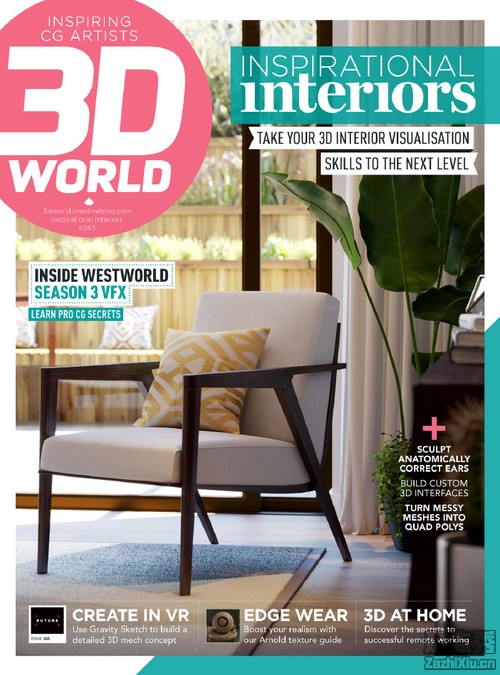 INSPIRING
CG ARTISTS
3D
WORLD
3dworld.creativebloq.com
Inspirational interiors
#265
INSPIRATIONAL
interiors
TAKE YOUR 3D INTERIOR VISUALISATION
SKILLS TO THE NEXT LEVEL
INSIDE WESTWORLD
SEASON 3 VFX
LEARN PRO CG SECRETS
+
SCULPT
ANATOMICALLY
CORRECT EARS
BUILD CUSTOM
3D INTERFACES
TURN MESSY
MESHES INTO
QUAD POLYS
FUTURE
ISSUE 265
CREATE IN VR
Use Gravity Sketch to build a
detailed 3D mech concept
EDGE WEAR
Boost your realism with
our Arnold texture guide
3D AT HOME
Discover the secrets to
successful remote working
ZazhiXiu.cn